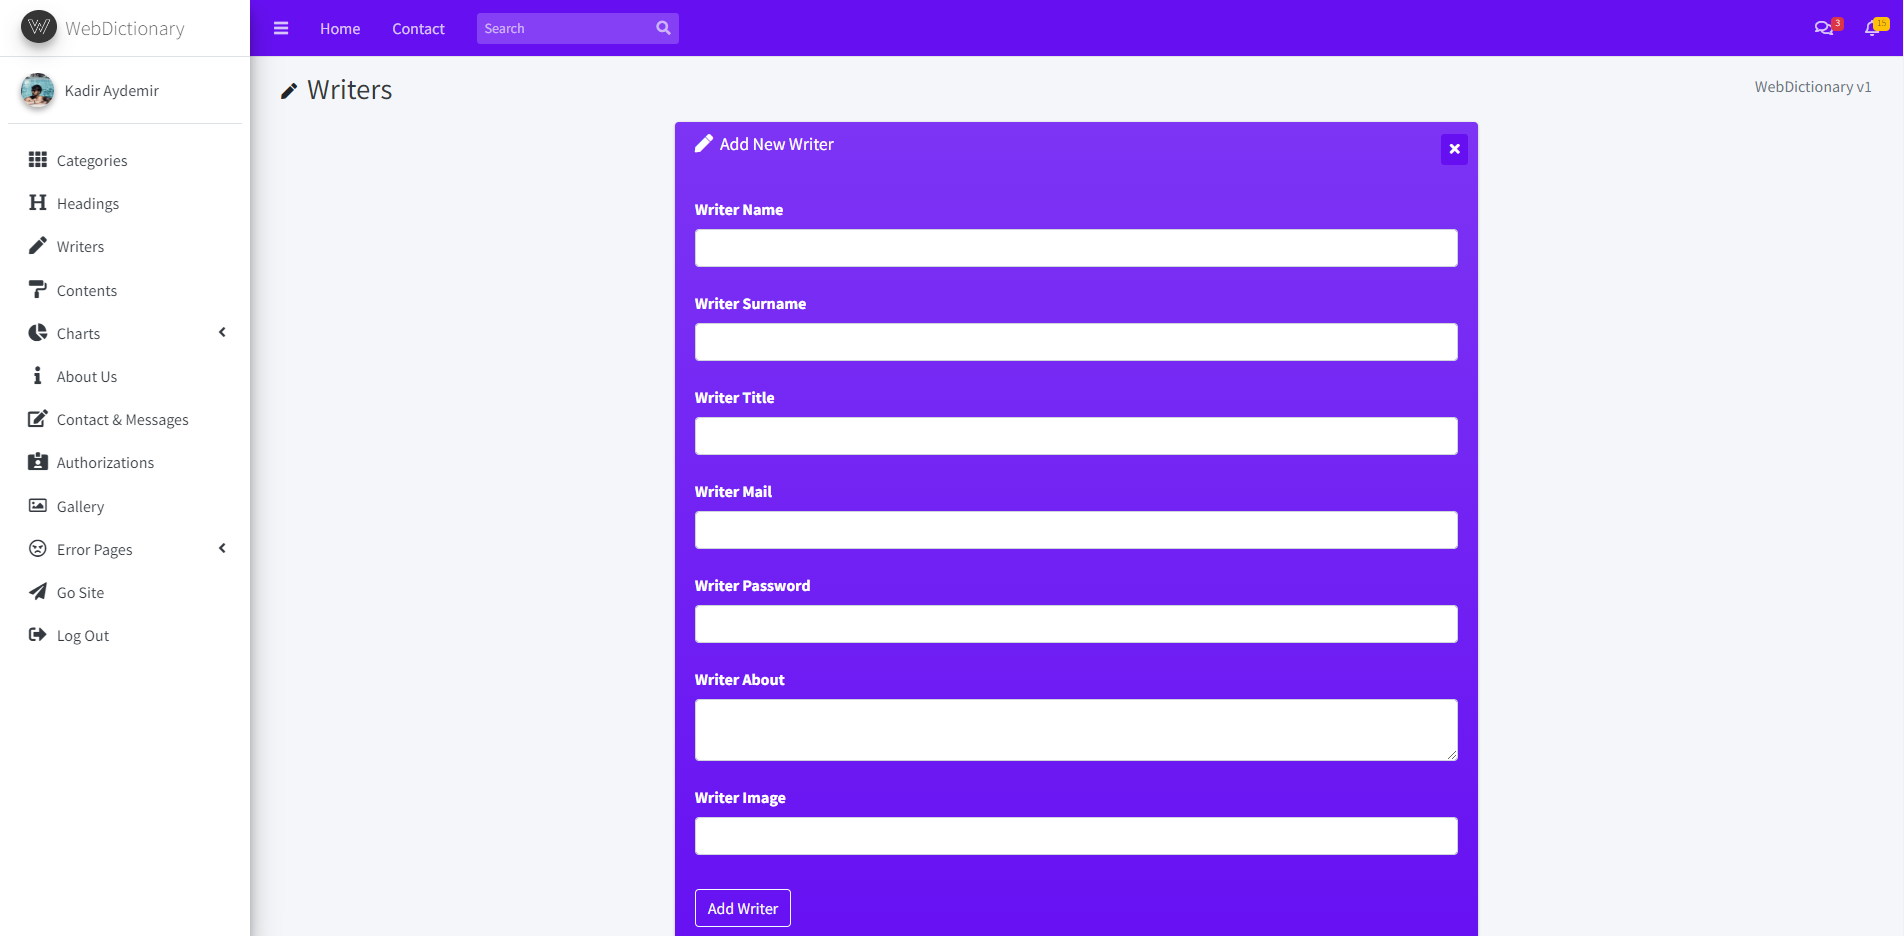 WebDictionary
Home
Contact
Search
3
15
Kadir Aydemir
Categories
Headings
Writers
Contents
Charts
About Us
Contact & Messages
Authorizations
Gallery
Error Pages
Go Site
Log Out
Writers
WebDictionary v1
Add New Writer
Writer Name
Writer Surname
Writer Title
Writer Mail
Writer Password
Writer About
Writer Image
Add Writer